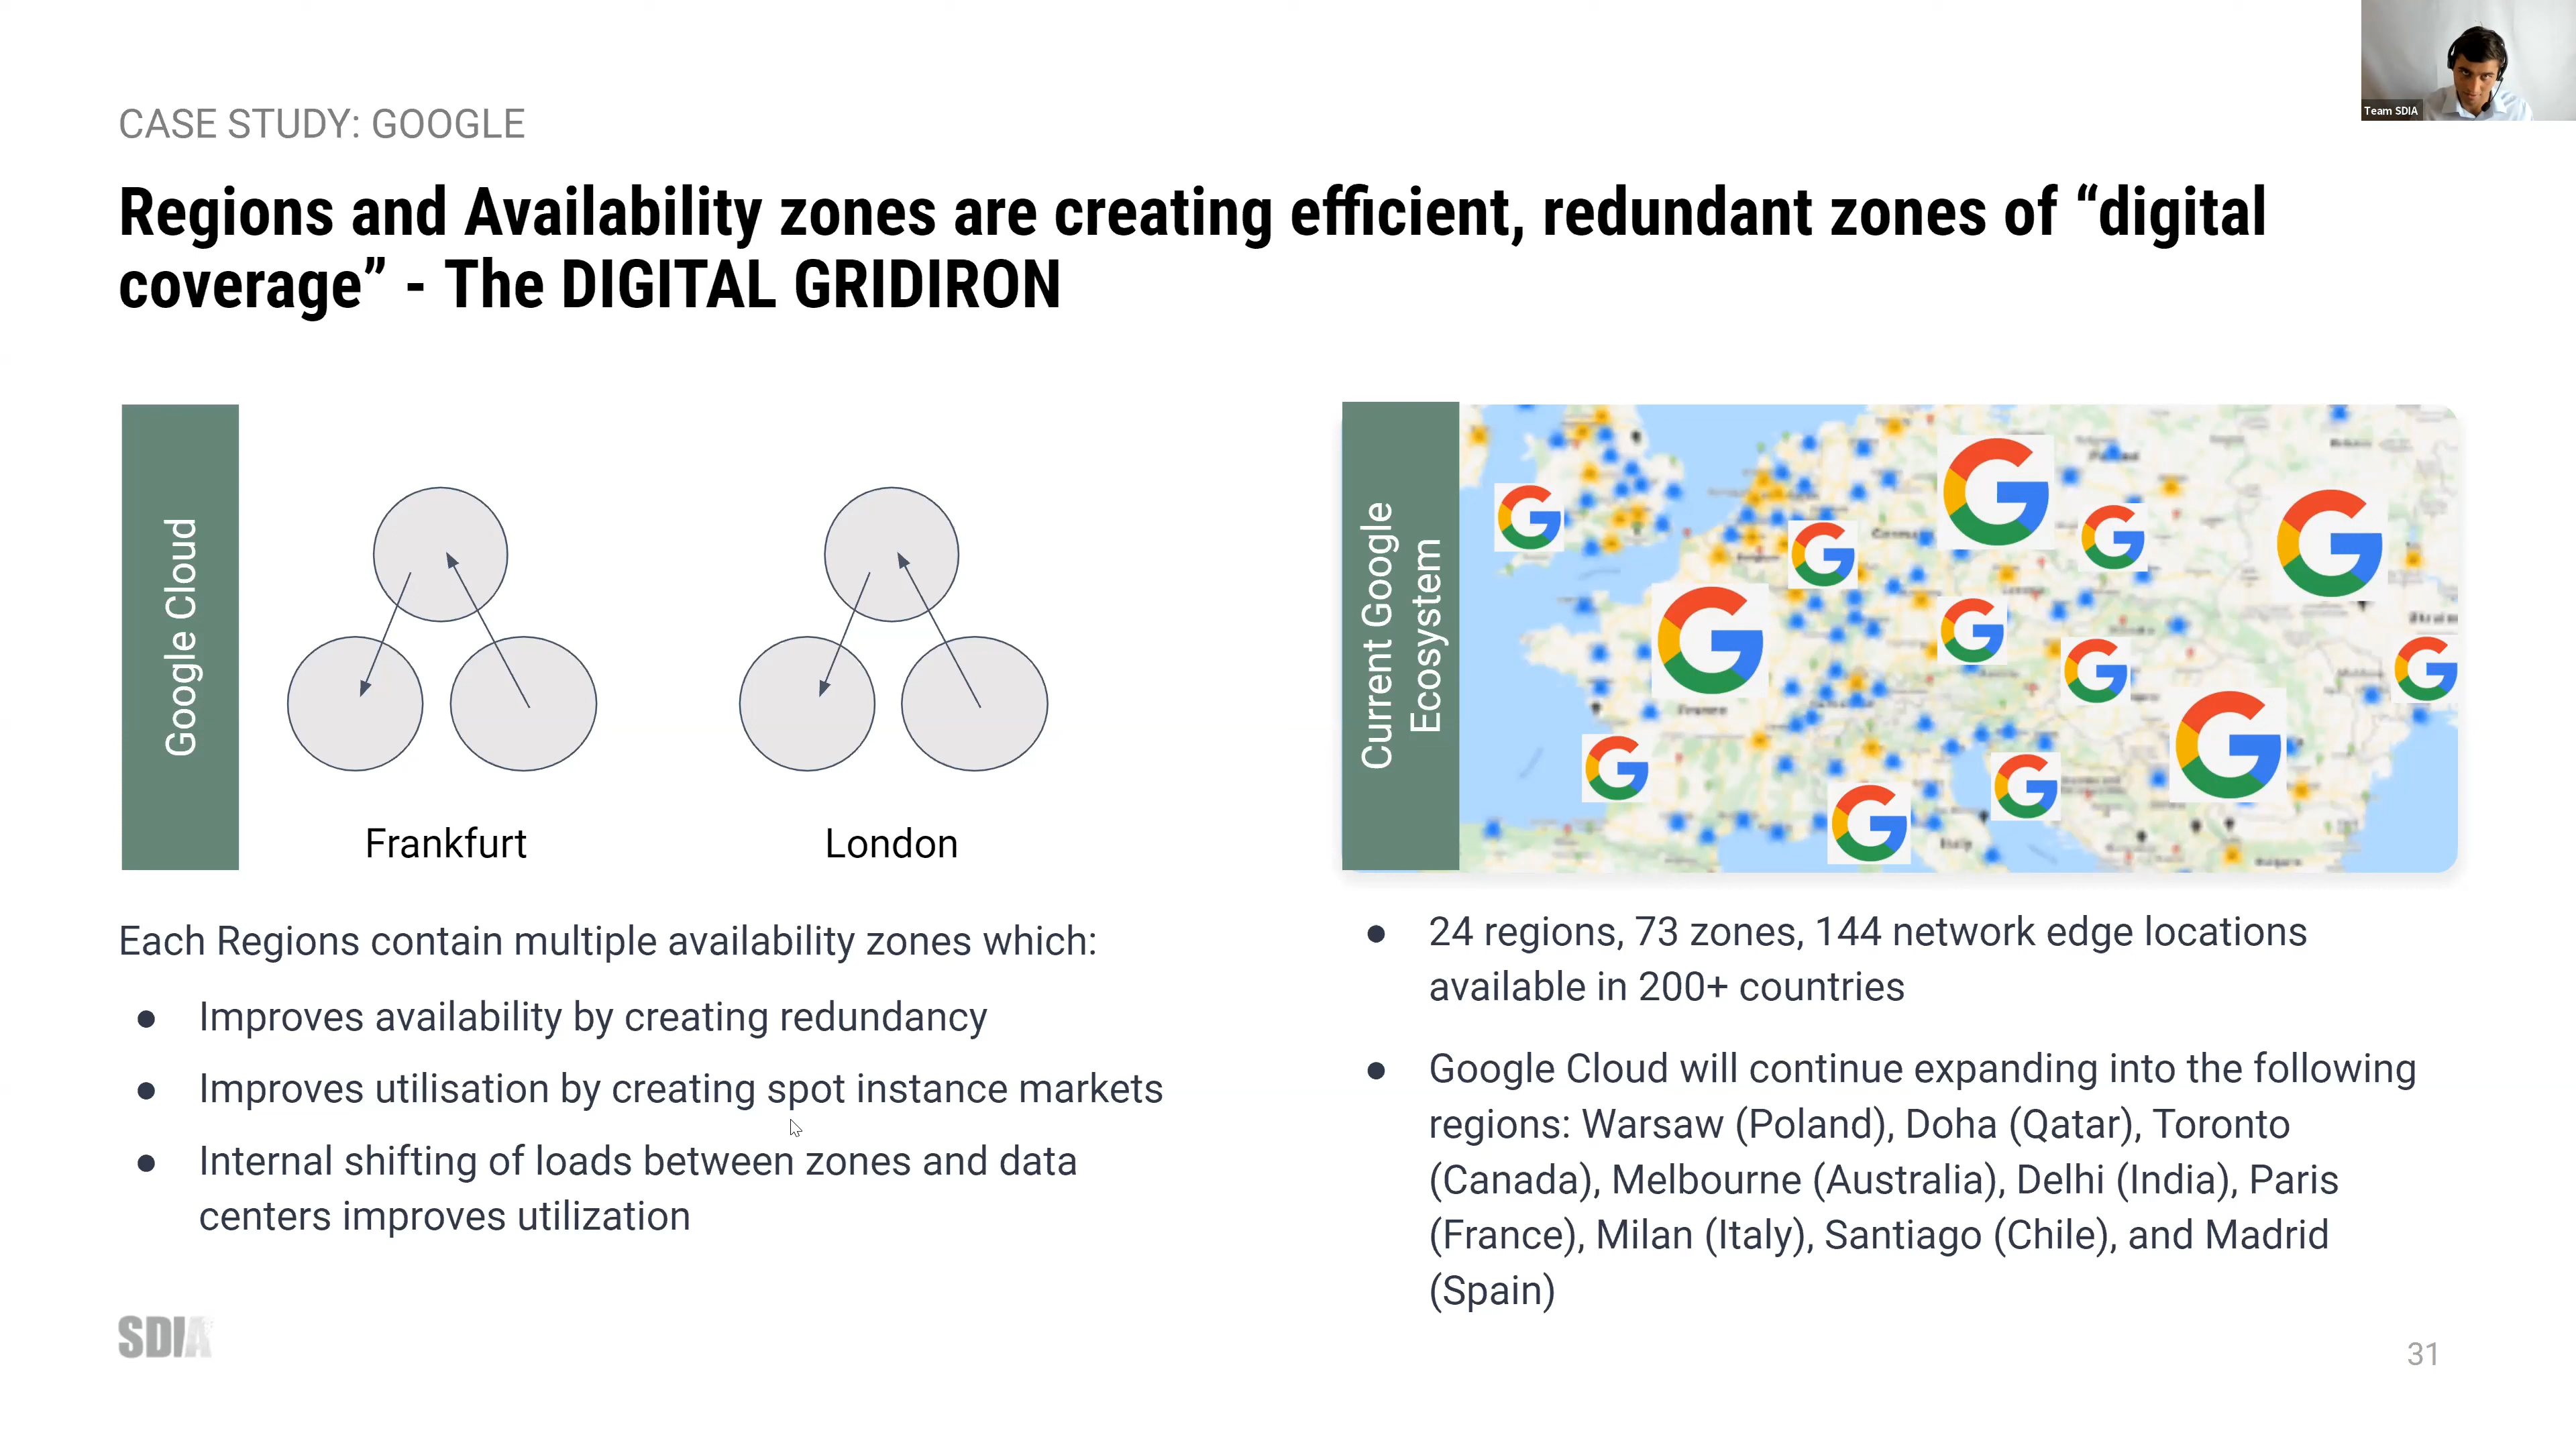 Team SDIA
CASE STUDY: GOOGLE
Regions and Availability zones are creating efficient, redundant zones of “digital
coverage” - The DIGITAL GRIDIRON
Google Cloud
Frankfurt
London
Each Regions contain multiple availability zones which:
● Improves availability by creating redundancy
● Improves utilisation by creating spot instance markets
● Internal shifting of loads between zones and data
centers improves utilization
Current Google
Ecosystem
France
Italy
● 24 regions, 73 zones, 144 network edge locations
available in 200+ countries
● Google Cloud will continue expanding into the following
regions: Warsaw (Poland), Doha (Qatar), Toronto
(Canada), Melbourne (Australia), Delhi (India), Paris
(France), Milan (Italy), Santiago (Chile), and Madrid
(Spain)
SDIA
31